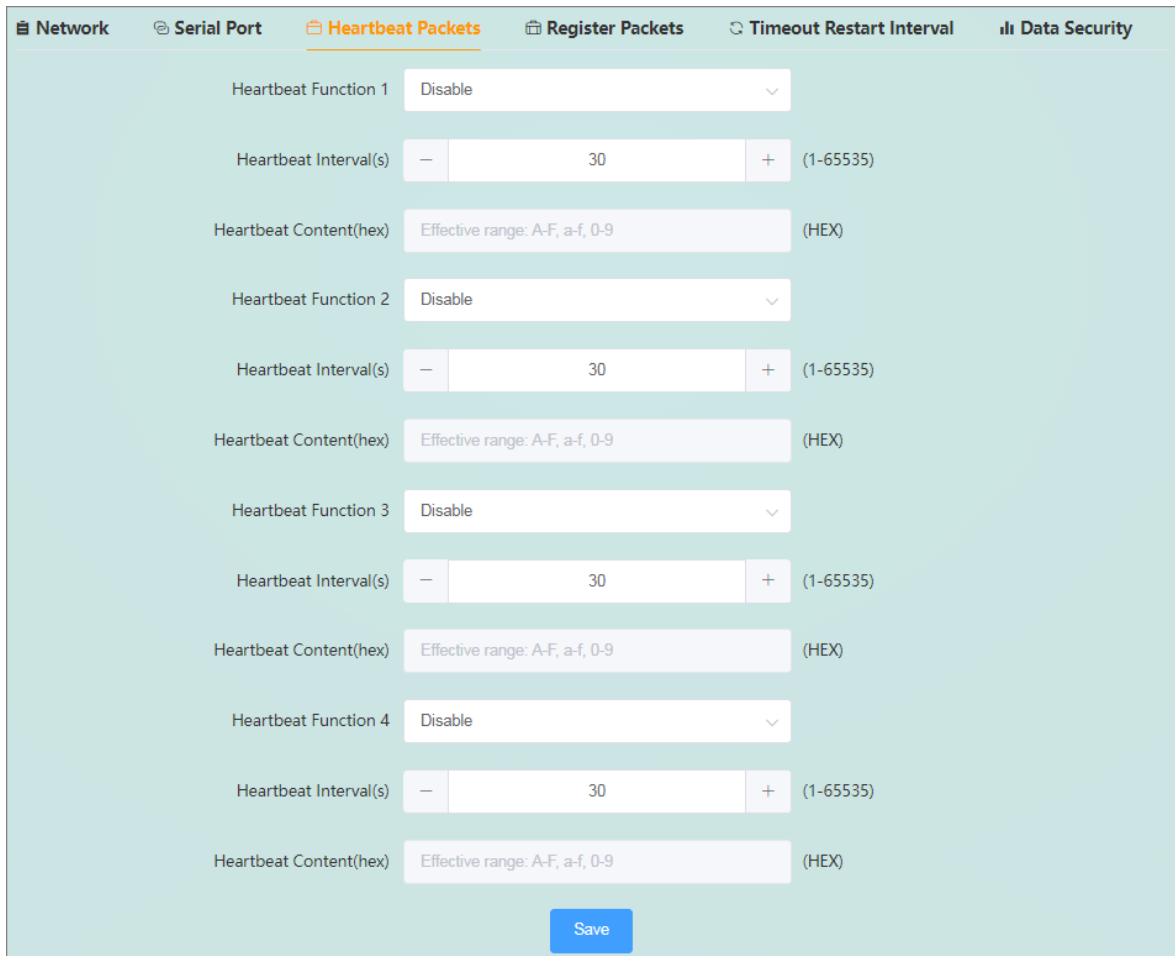 Network Serial Port Heartbeat Packets Register Packets Timeout Restart Interval Data Security
Heartbeat Function 1 Disable
Heartbeat Interval(s) − 30 + (1-65535)
Heartbeat Content(hex) Effective range: A-F, a-f, 0-9 (HEX)
Heartbeat Function 2 Disable
Heartbeat Interval(s) − 30 + (1-65535)
Heartbeat Content(hex) Effective range: A-F, a-f, 0-9 (HEX)
Heartbeat Function 3 Disable
Heartbeat Interval(s) − 30 + (1-65535)
Heartbeat Content(hex) Effective range: A-F, a-f, 0-9 (HEX)
Heartbeat Function 4 Disable
Heartbeat Interval(s) − 30 + (1-65535)
Heartbeat Content(hex) Effective range: A-F, a-f, 0-9 (HEX)
Save